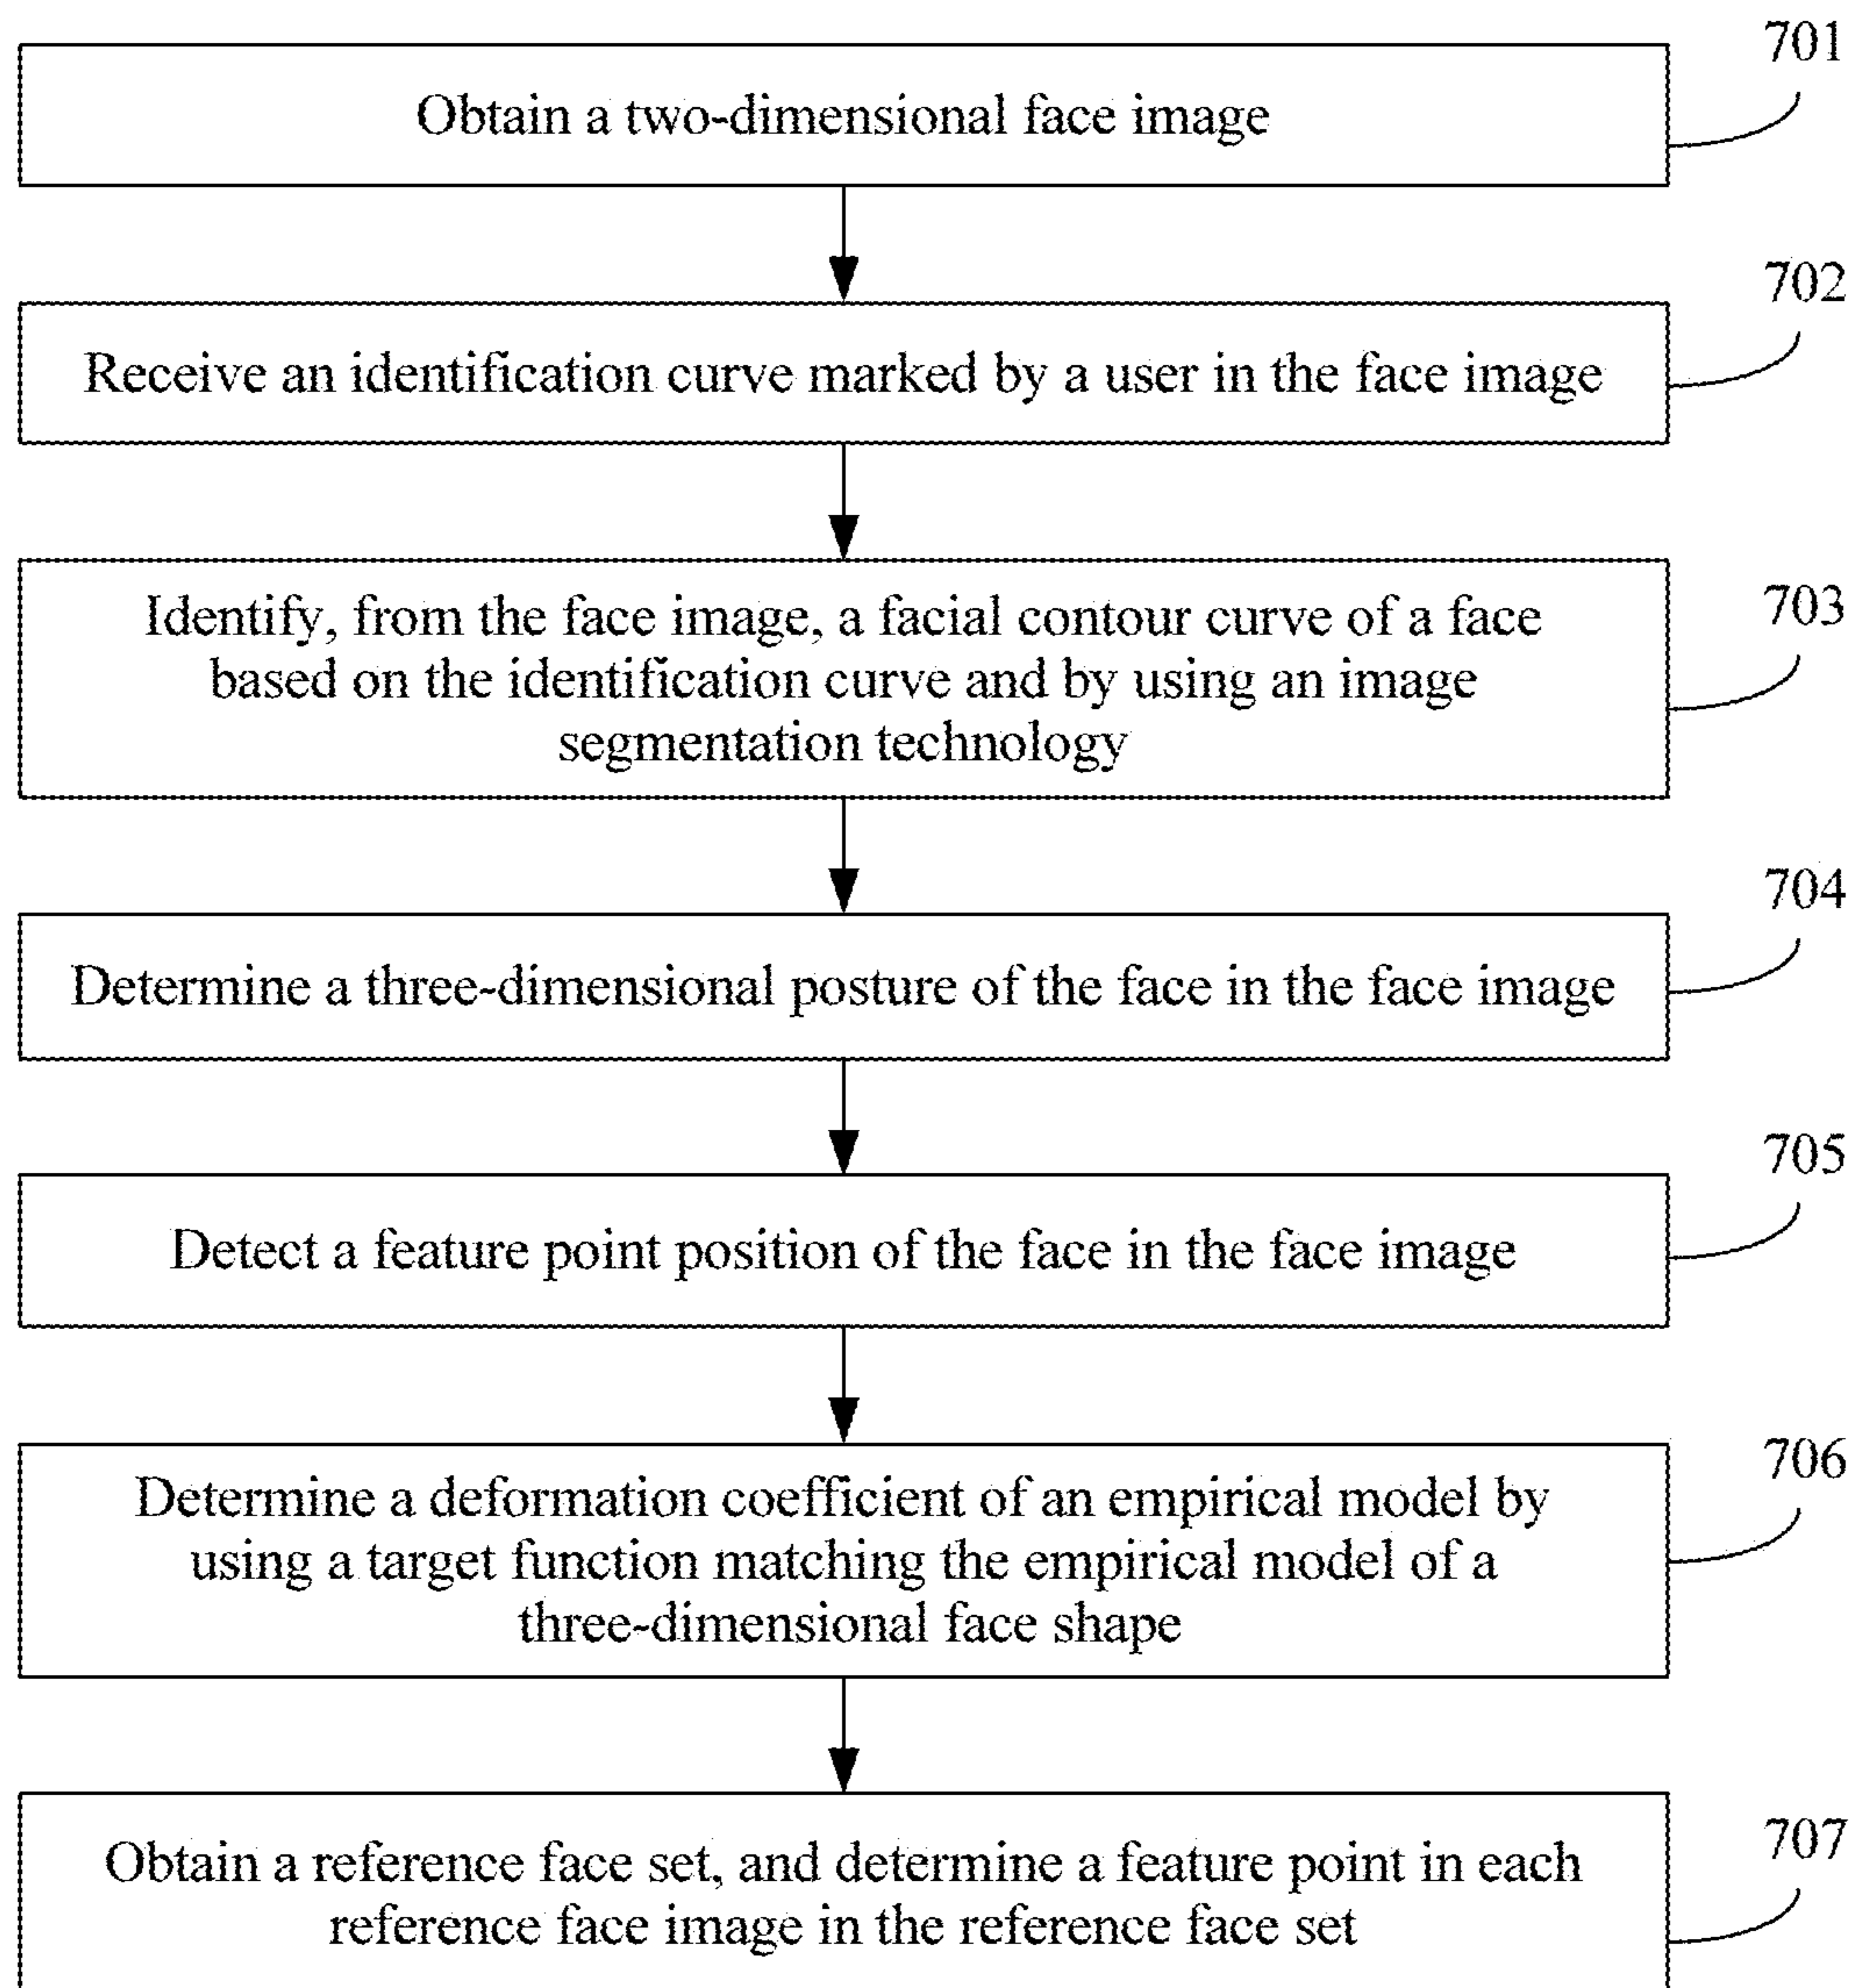 701
Obtain a two-dimensional face image
702
Receive an identification curve marked by a user in the face image
703
Identify, from the face image, a facial contour curve of a face
based on the identification curve and by using an image
segmentation technology
704
Determine a three-dimensional posture of the face in the face image
705
Detect a feature point position of the face in the face image
706
Determine a deformation coefficient of an empirical model by
using a target function matching the empirical model of a
three-dimensional face shape
707
Obtain a reference face set, and determine a feature point in each
reference face image in the reference face set